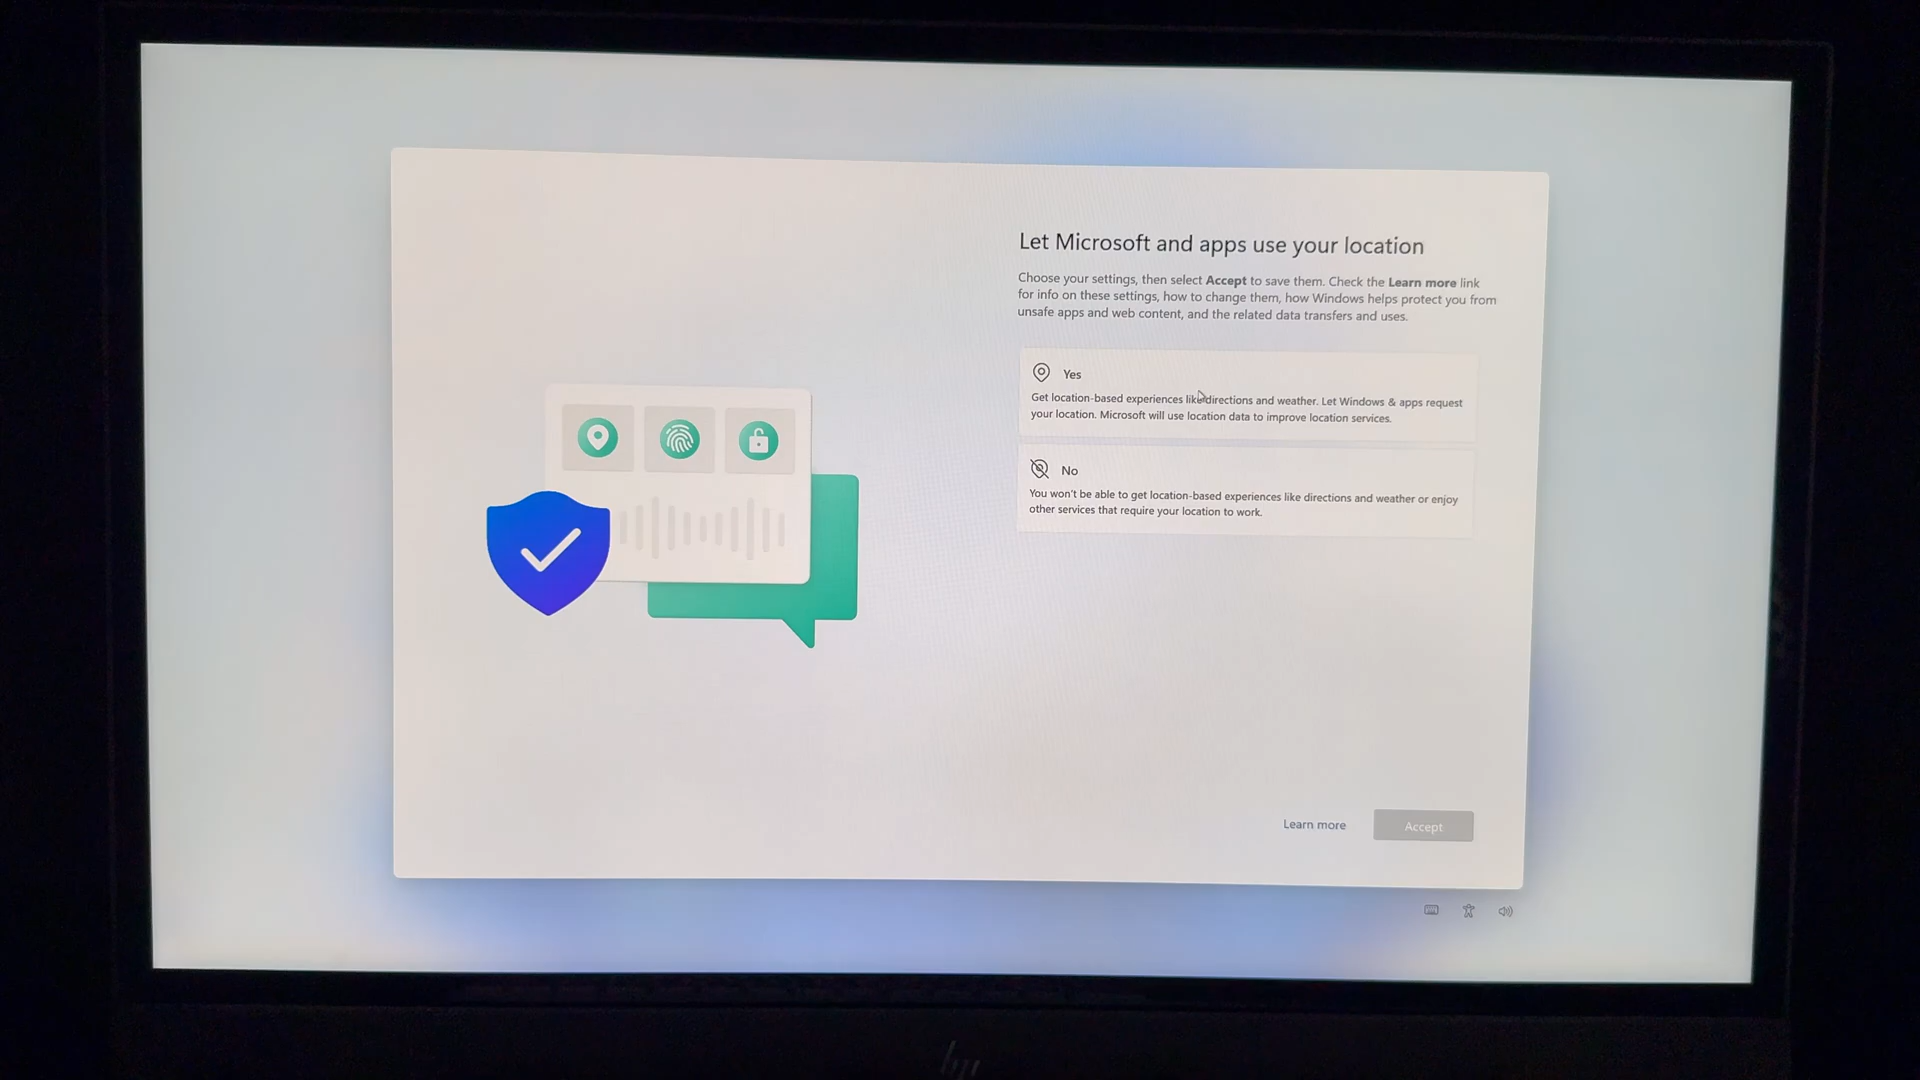 Let Microsoft and apps use your location
Choose your settings, then select Accept to save them. Check the Learn more link
for info on these settings, how to change them, how Windows helps protect you from
unsafe apps and web content, and the related data transfers and uses.
Yes
Get location-based experiences like directions and weather. Let Windows & apps request
your location. Microsoft will use location data to improve location services.
No
You won't be able to get location-based experiences like directions and weather or enjoy
other services that require your location to work.
Learn more
Accept
hp